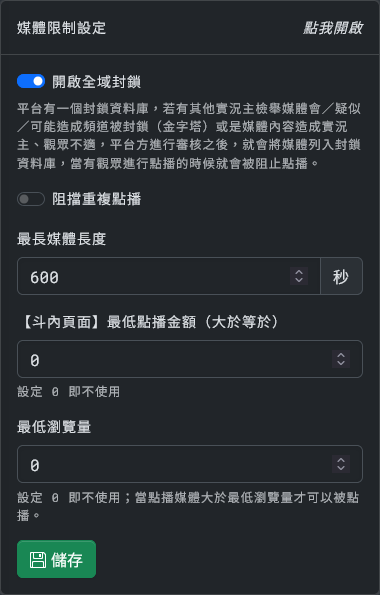 媒體限制設定
點我開啟
開啟全域封鎖
平台有一個封鎖資料庫，若有其他實況主檢舉媒體會／疑似
／可能造成頻道被封鎖（金字塔）或是媒體內容造成實況
主、觀眾不適，平台方進行審核之後，就會將媒體列入封鎖
資料庫，當有觀眾進行點播的時候就會被阻止點播。
阻擋重複點播
最長媒體長度
600
秒
【斗內頁面】最低點播金額（大於等於）
0
設定 0 即不使用
最低瀏覽量
0
設定 0 即不使用；當點播媒體大於最低瀏覽量才可以被點
播。
儲存